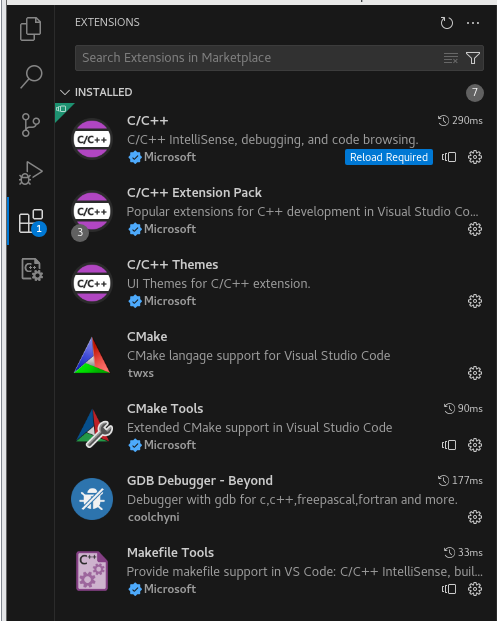 EXTENSIONS
Search Extensions in Marketplace
INSTALLED 7
C/C++ 290ms
C/C++ IntelliSense, debugging, and code browsing.
Microsoft Reload Required
C/C++ Extension Pack
Popular extensions for C++ development in Visual Studio Co...
3 Microsoft
C/C++ Themes
UI Themes for C/C++ extension.
Microsoft
CMake
CMake langage support for Visual Studio Code
twxs
CMake Tools 90ms
Extended CMake support in Visual Studio Code
Microsoft
GDB Debugger - Beyond 177ms
Debugger with gdb for c,c++,freepascal,fortran and more.
coolchyni
Makefile Tools 33ms
Provide makefile support in VS Code: C/C++ IntelliSense, buil...
Microsoft
1
C/C++
C/C++
C/C++
C++
C++